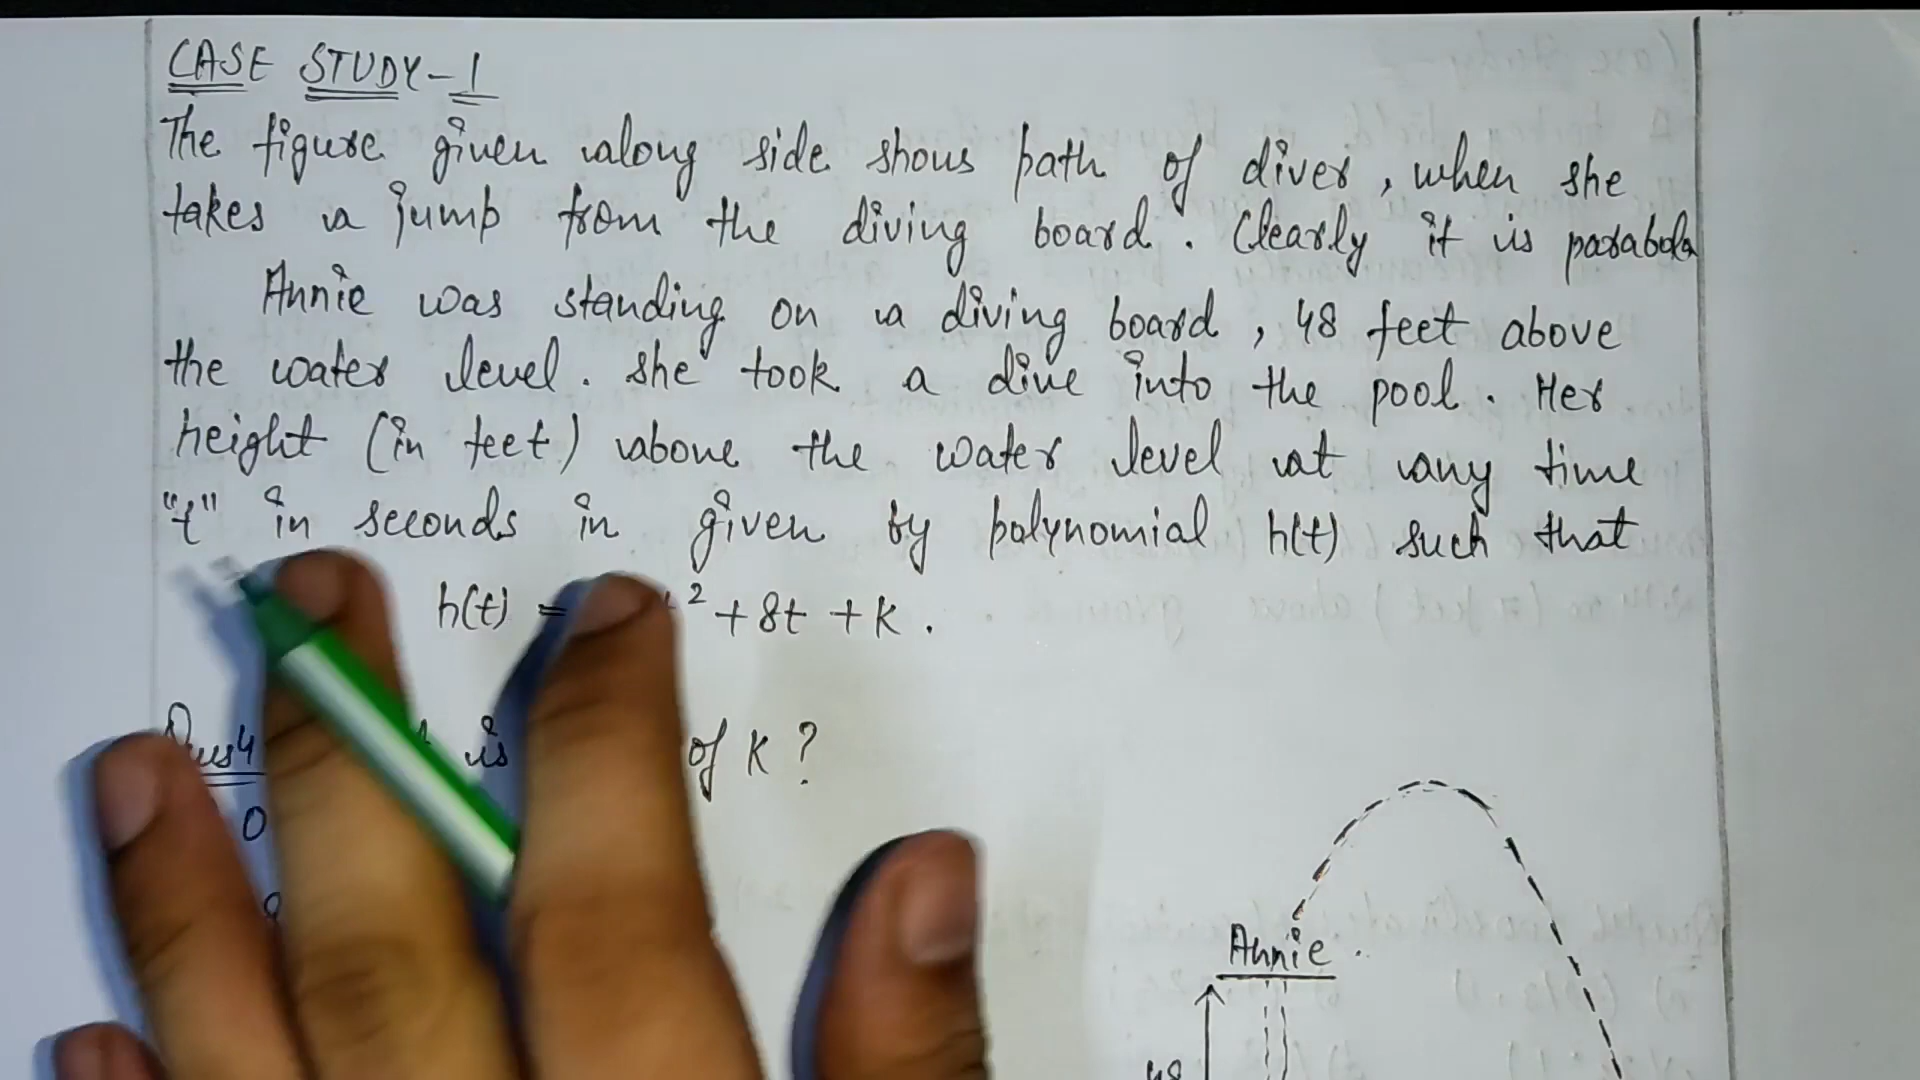 CASE STUDY-1
The figure given along side shows path of diver, when she
takes a jump from the diving board. Clearly it is parabola
Annie was standing on a diving board, 48 feet above
the water level. She took a dive into the pool. Her
height (in feet) above the water level at any time
"t" in seconds in given by polynomial h(t) such that
h(t) = ² + 8t + k.
Ques4 is of k?
0
Annie.
48